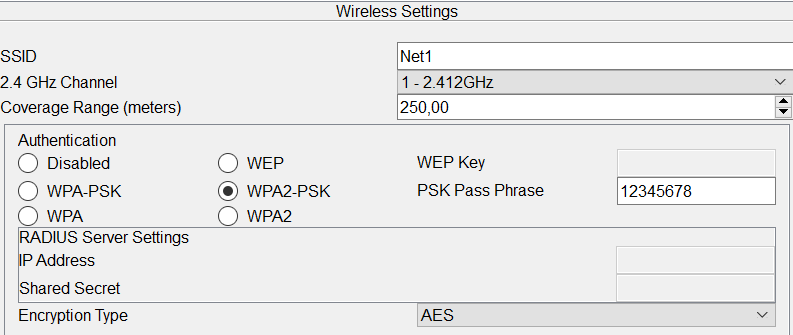 Wireless Settings
SSID Net1
2.4 GHz Channel 1 - 2.412GHz
Coverage Range (meters) 250,00
Authentication
Disabled WEP WEP Key
WPA-PSK WPA2-PSK PSK Pass Phrase 12345678
WPA WPA2
RADIUS Server Settings
IP Address
Shared Secret
Encryption Type AES